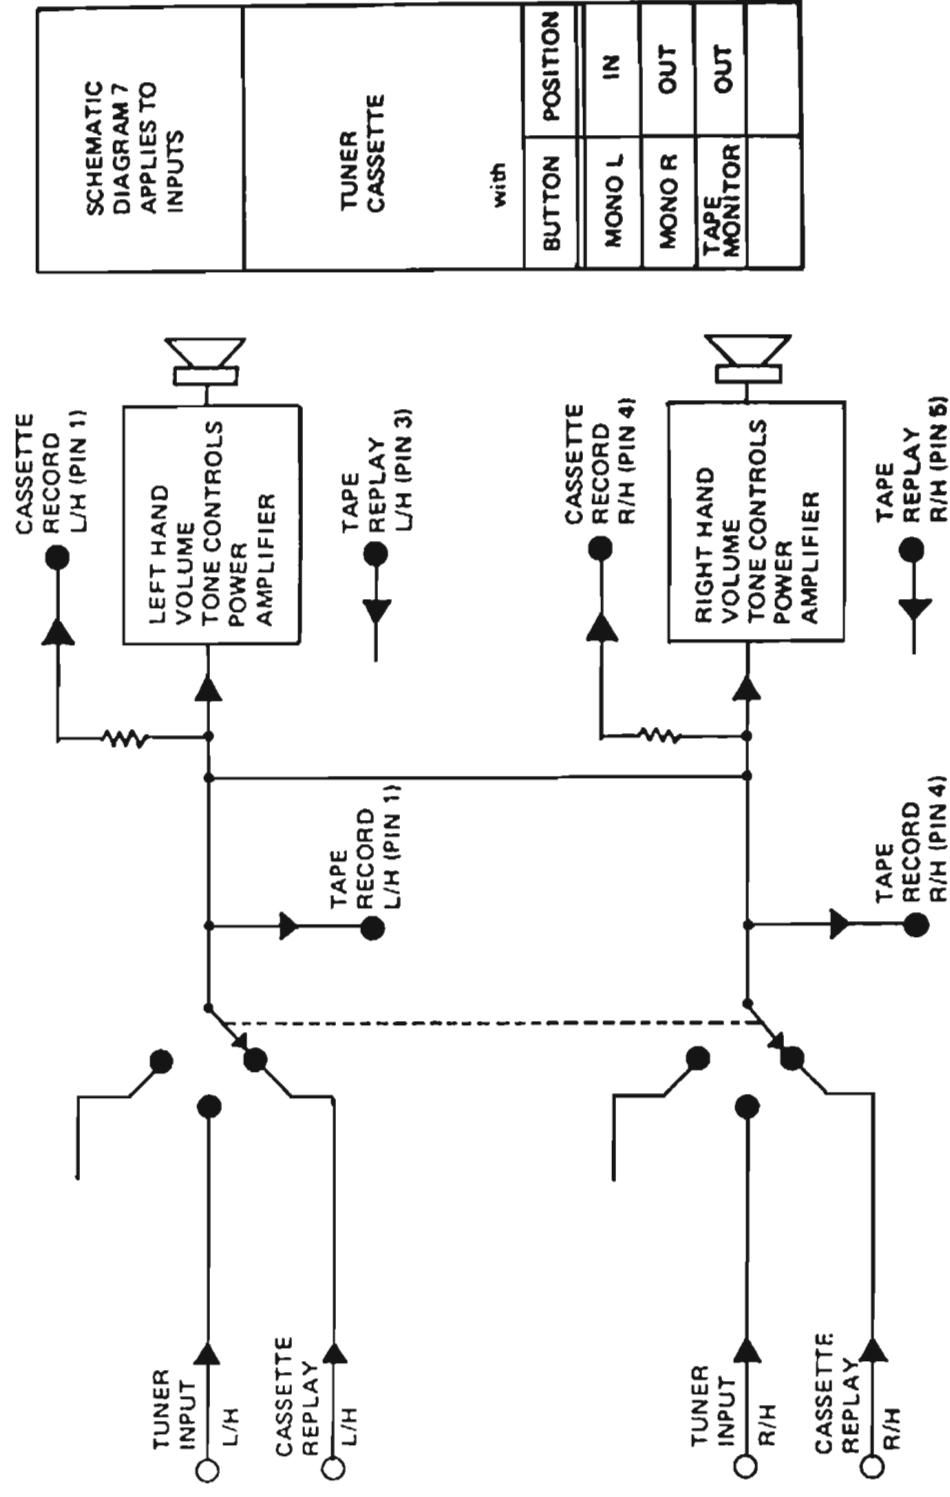 SCHEMATIC
DIAGRAM 7
APPLIES TO
INPUTS
TUNER
CASSETTE
with
BUTTON POSITION
MONO L IN
MONO R OUT
TAPE
MONITOR OUT
CASSETTE
RECORD
L/H (PIN 1)
LEFT HAND
VOLUME
TONE CONTROLS
POWER
AMPLIFIER
TAPE
REPLAY
L/H (PIN 3)
CASSETTE
RECORD
R/H (PIN 4)
RIGHT HAND
VOLUME
TONE CONTROLS
POWER
AMPLIFIER
TAPE
REPLAY
R/H (PIN 5)
TAPE
RECORD
L/H (PIN 1)
TAPE
RECORD
R/H (PIN 4)
TUNER
INPUT
L/H
CASSETTE
REPLAY
L/H
TUNER
INPUT
R/H
CASSETTE
REPLAY
R/H